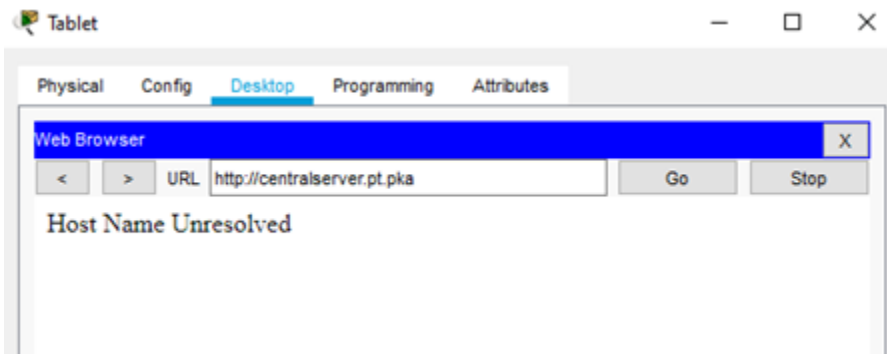 Tablet
Physical Config Desktop Programming Attributes
Web Browser X
< > URL http://centralserver.pt.pka Go Stop
Host Name Unresolved